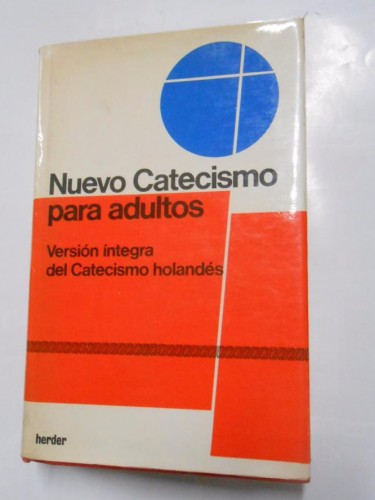 Nuevo Catecismo
para adultos
Versión íntegra
del Catecismo holandés
herder